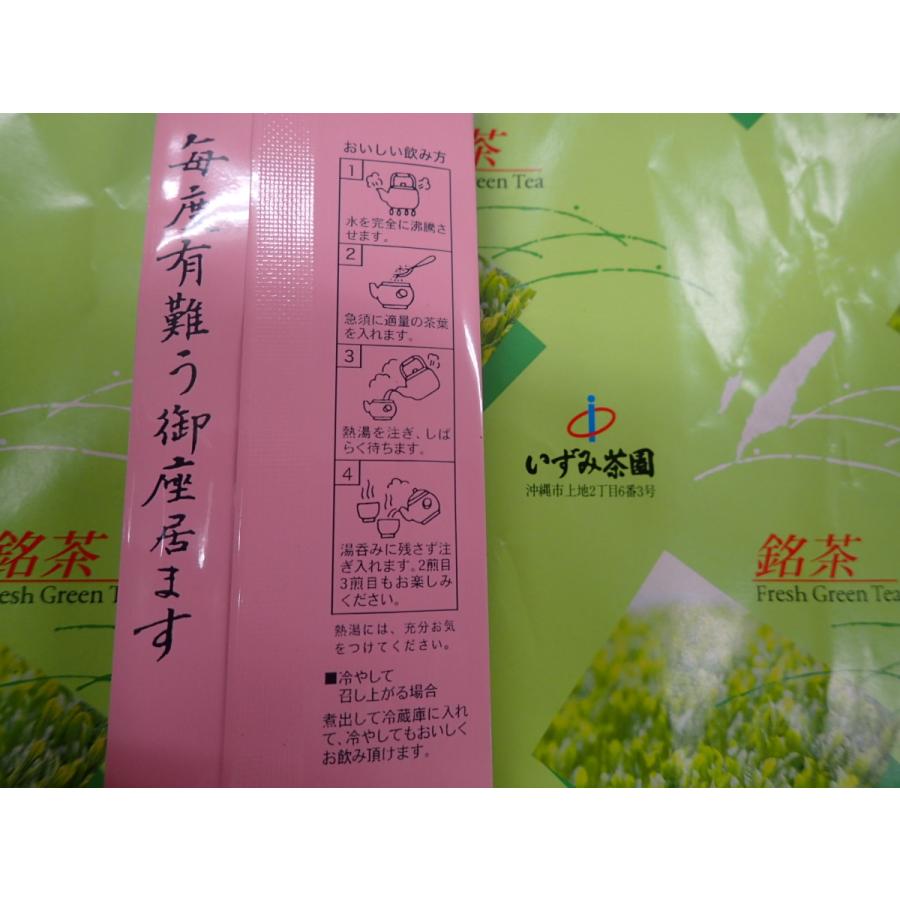 毎度有難う御座居ます
おいしい飲み方
1
水を完全に沸騰さ
せます。
2
急須に適量の茶葉
を入れます。
3
熱湯を注ぎ、しば
らく待ちます。
4
湯呑みに残さず注
ぎ入れます。2煎目
3煎目もお楽しみ
ください。
熱湯には、充分お気
をつけてください。
■冷やして
召し上がる場合
煮出して冷蔵庫に入れ
て、冷やしてもおいしく
お飲み頂けます。
茶
een Tea
いずみ茶園
沖縄市上地2丁目6番3号
銘茶
esh Green T
銘茶
Fresh Green Tea